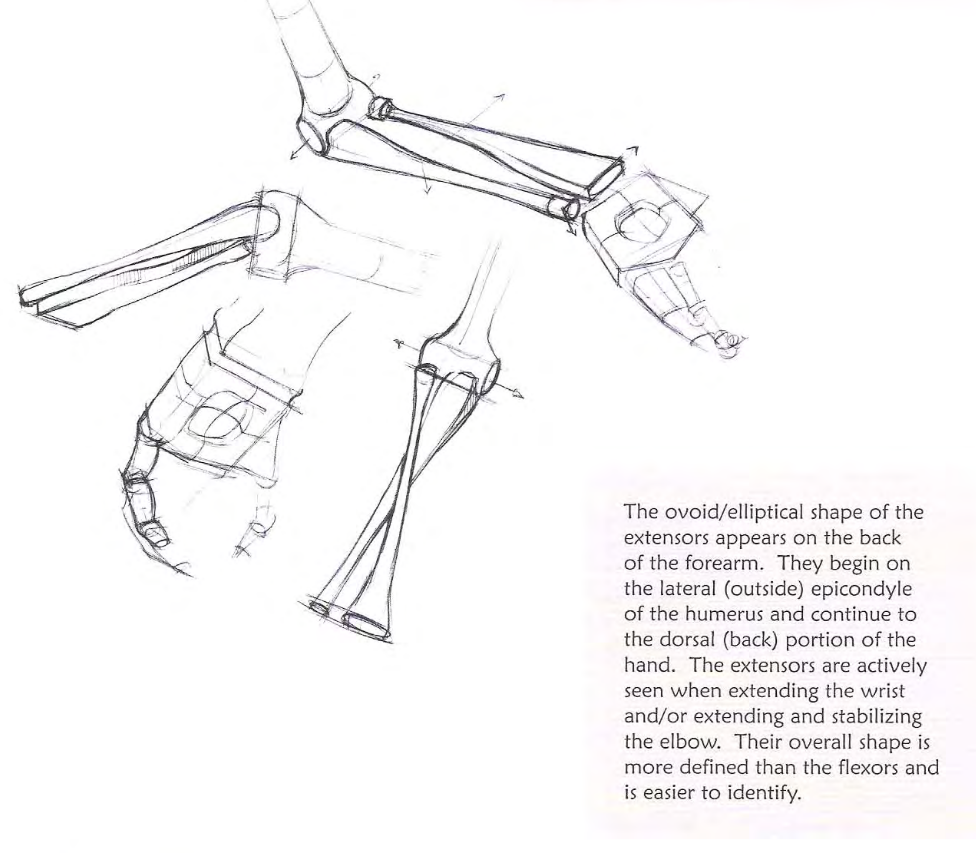 The ovoid/elliptical shape of the
extensors appears on the back
of the forearm.  They begin on
the lateral (outside) epicondyle
of the humerus and continue to
the dorsal (back) portion of the
hand.  The extensors are actively
seen when extending the wrist
and/or extending and stabilizing
the elbow.  Their overall shape is
more defined than the flexors and
is easier to identify.